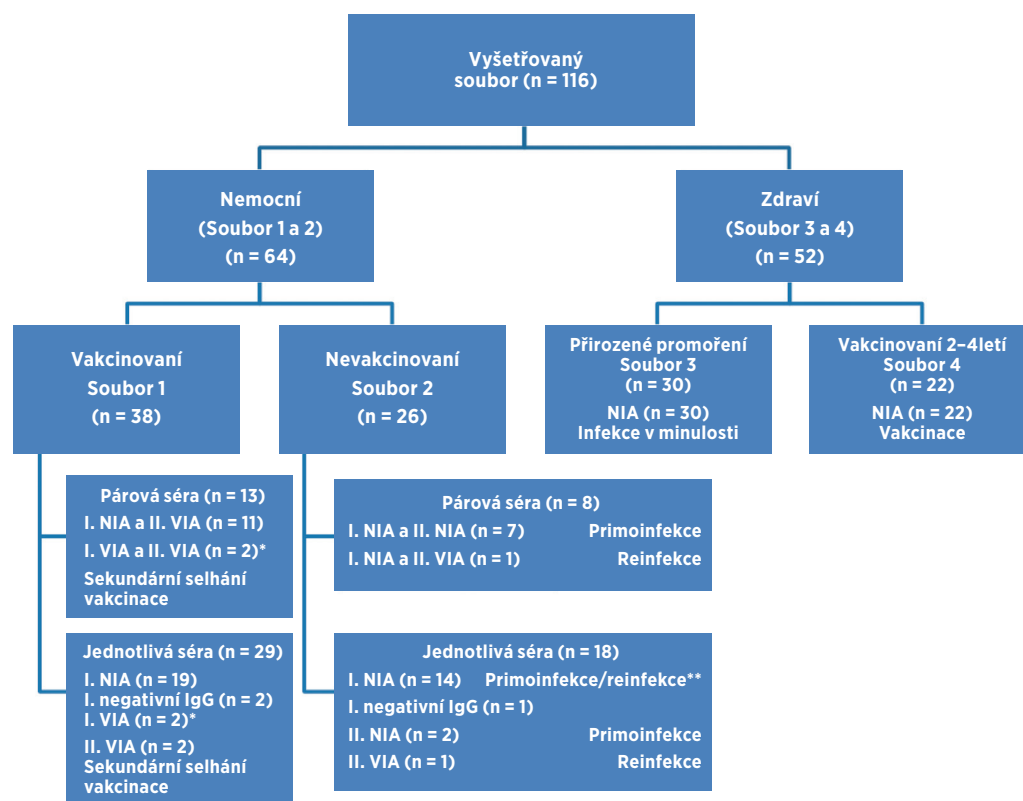 Vyšetřovaný
soubor (n = 116)
Nemocní
(Soubor 1 a 2)
(n = 64)
Zdraví
(Soubor 3 a 4)
(n = 52)
Vakcinovaní
Soubor 1
(n = 38)
Nevakcinovaní
Soubor 2
(n = 26)
Přirozené promoření
Soubor 3
(n = 30)
NIA (n = 30)
Infekce v minulosti
Vakcinovaní 2–4letí
Soubor 4
(n = 22)
NIA (n = 22)
Vakcinace
Párová séra (n = 13)
I. NIA a II. VIA (n = 11)
I. VIA a II. VIA (n = 2)*
Sekundární selhání
vakcinace
Párová séra (n = 8)
I. NIA a II. NIA (n = 7) Primoinfekce
I. NIA a II. VIA (n = 1) Reinfekce
Jednotlivá séra (n = 29)
I. NIA (n = 19)
I. negativní IgG (n = 2)
I. VIA (n = 2)*
II. VIA (n = 2)
Sekundární selhání
vakcinace
Jednotlivá séra (n = 18)
I. NIA (n = 14) Primoinfekce/reinfekce**
I. negativní IgG (n = 1)
II. NIA (n = 2) Primoinfekce
II. VIA (n = 1) Reinfekce